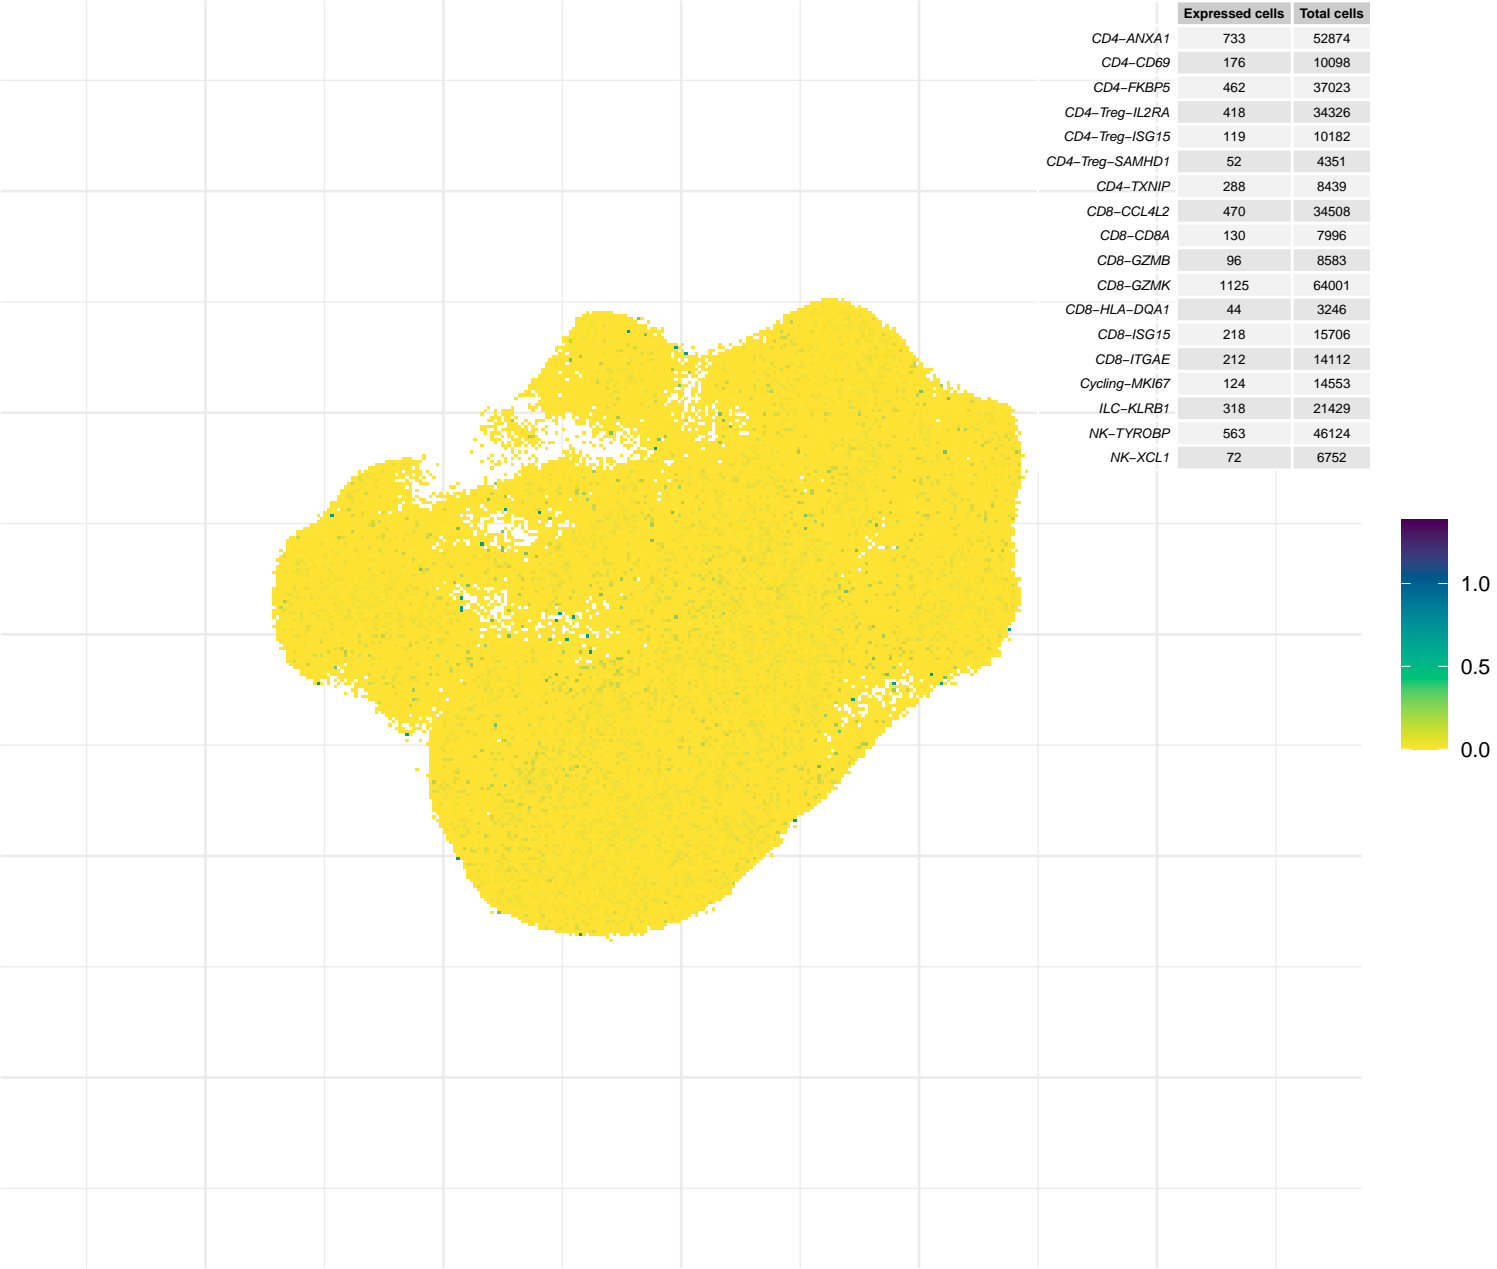 Expressed cells Total cells
CD4−ANXA1 733 52874
CD4−CD69 176 10098
CD4−FKBP5 462 37023
CD4−Treg−IL2RA 418 34326
CD4−Treg−ISG15 119 10182
CD4−Treg−SAMHD1 52 4351
CD4−TXNIP 288 8439
CD8−CCL4L2 470 34508
CD8−CD8A 130 7996
CD8−GZMB 96 8583
CD8−GZMK 1125 64001
CD8−HLA−DQA1 44 3246
CD8−ISG15 218 15706
CD8−ITGAE 212 14112
Cycling−MKI67 124 14553
ILC−KLRB1 318 21429
NK−TYROBP 563 46124
NK−XCL1 72 6752
1.0
0.5
0.0